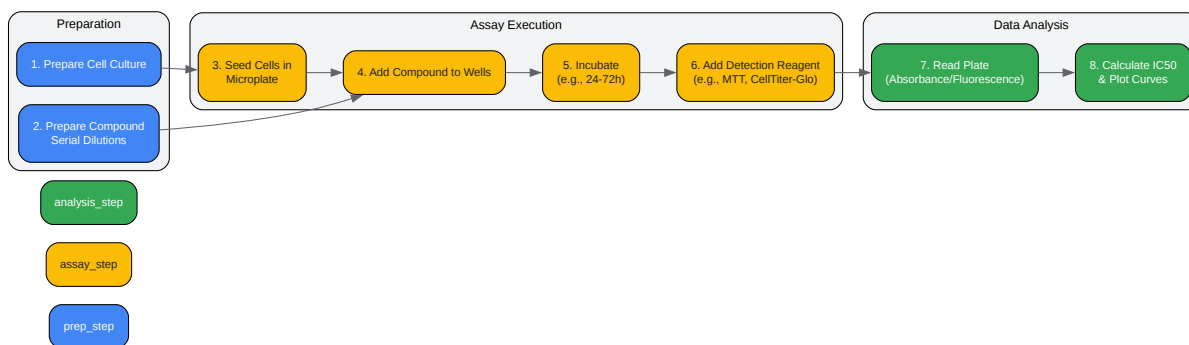 Preparation
1. Prepare Cell Culture
2. Prepare Compound
Serial Dilutions
Assay Execution
3. Seed Cells in
Microplate
4. Add Compound to Wells
5. Incubate
(e.g., 24-72h)
6. Add Detection Reagent
(e.g., MTT, CellTiter-Glo)
Data Analysis
7. Read Plate
(Absorbance/Fluorescence)
8. Calculate IC50
& Plot Curves
analysis_step
assay_step
prep_step